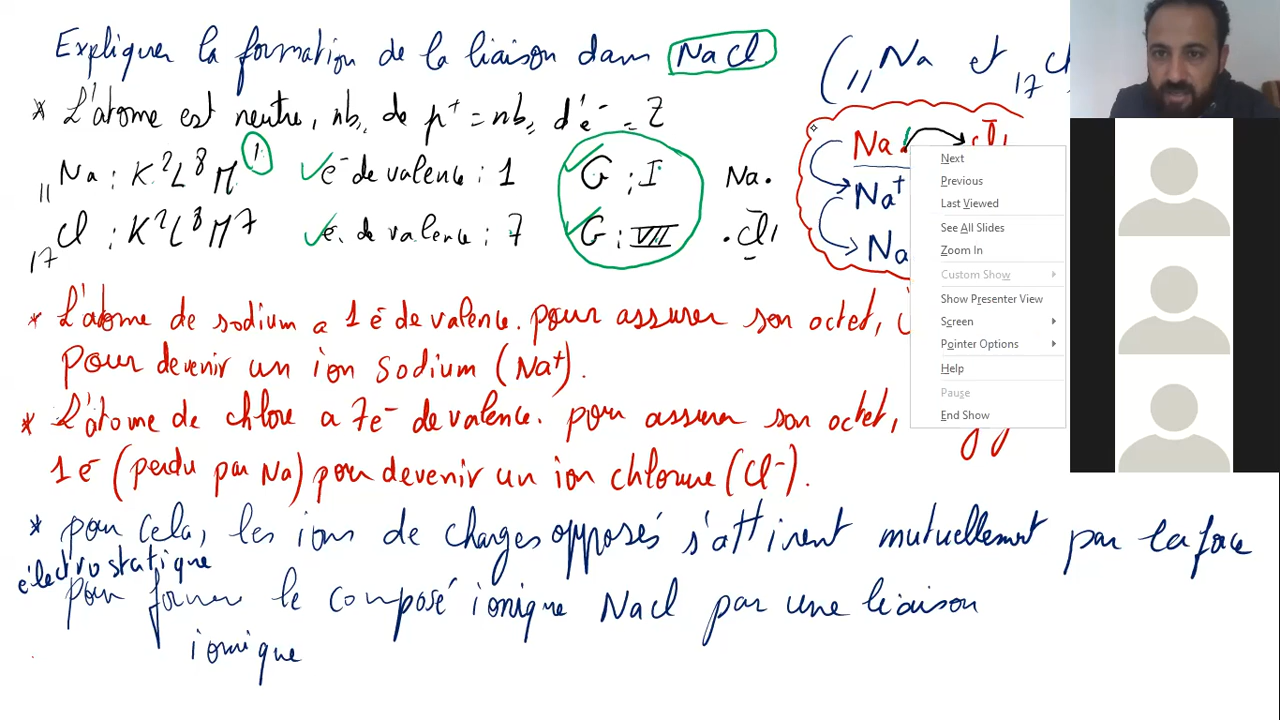 Expliquer la formation de la liaison dans NaCl (₁₁Na et ₁₇Cl
* L'atome est neutre, nb. de p⁺ = nb. d'é⁻ = Z
₁₁Na : K²L⁸M¹ ✓é⁻ de valence : 1 ✓G : I Na•
₁₇Cl : K²L⁸M⁷ ✓é. de valence : 7 ✓G : VII •Cl
Na• Cl
Na⁺
Na
* L'atome de sodium a 1 é de valence. pour assurer son octet,
pour devenir un ion sodium (Na⁺).
* L'atome de chlore a 7é⁻ de valence. pour assurer son octet,
1é (perdu par Na) pour devenir un ion chlorure (Cl⁻).
* pour cela, les ions de charges opposés s'attirent mutuellement par la force
électrostatique
pour former le composé ionique NaCl par une liaison
ionique
Next
Previous
Last Viewed
See All Slides
Zoom In
Custom Show
Show Presenter View
Screen
Pointer Options
Help
Pause
End Show